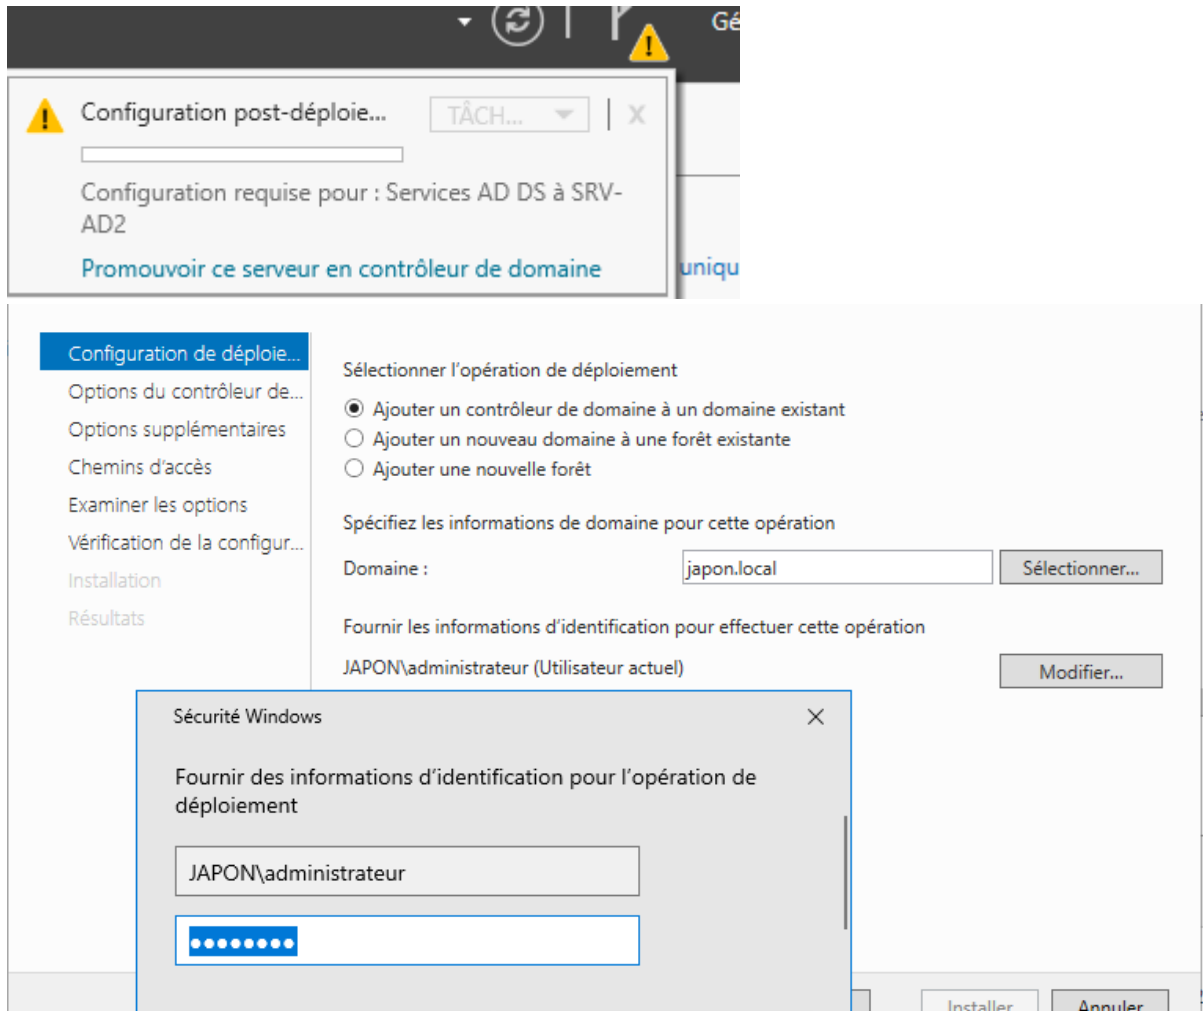 Gé
Configuration post-déploie...
TÂCH...
X
Configuration requise pour : Services AD DS à SRV-
AD2
Promouvoir ce serveur en contrôleur de domaine
uniqu
Configuration de déploie...
Options du contrôleur de...
Options supplémentaires
Chemins d'accès
Examiner les options
Vérification de la configur...
Installation
Résultats
Sélectionner l'opération de déploiement
Ajouter un contrôleur de domaine à un domaine existant
Ajouter un nouveau domaine à une forêt existante
Ajouter une nouvelle forêt
Spécifiez les informations de domaine pour cette opération
Domaine :
japon.local
Sélectionner...
Fournir les informations d'identification pour effectuer cette opération
JAPON\administrateur (Utilisateur actuel)
Modifier...
Sécurité Windows
Fournir des informations d'identification pour l'opération de
déploiement
JAPON\administrateur
●●●●●●●●
Installer
Annuler